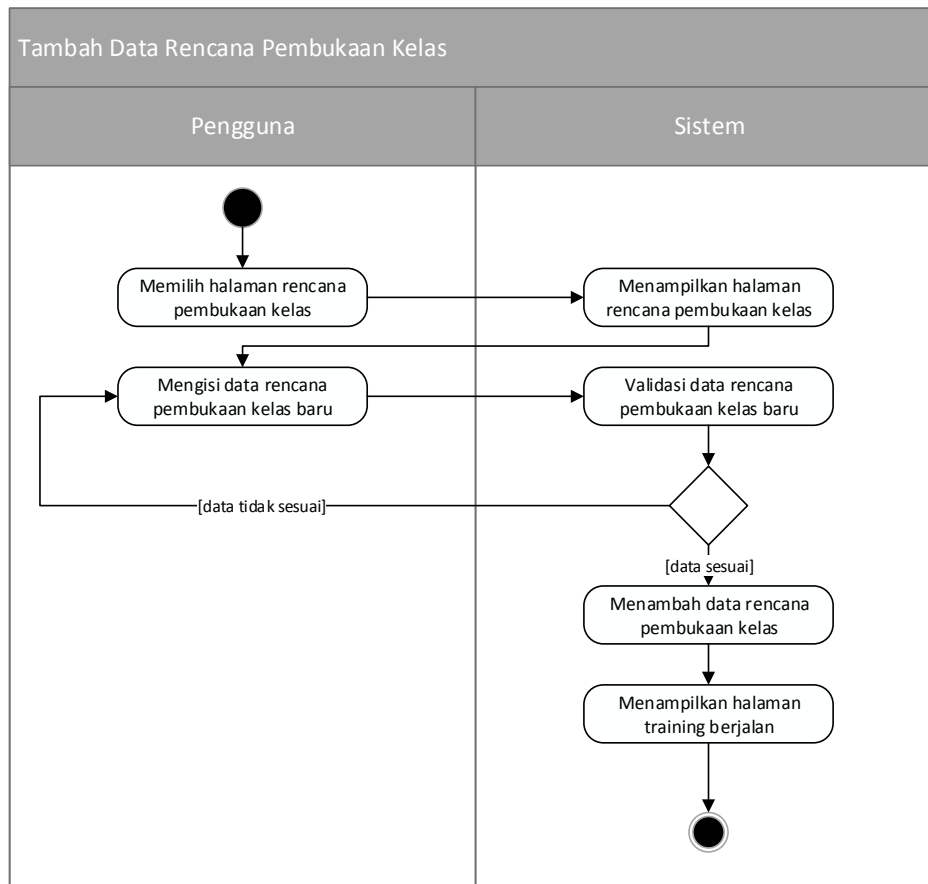 Tambah Data Rencana Pembukaan Kelas
Pengguna
Sistem
Memilih halaman rencana
pembukaan kelas
Menampilkan halaman
rencana pembukaan kelas
Mengisi data rencana
pembukaan kelas baru
Validasi data rencana
pembukaan kelas baru
[data tidak sesuai]
[data sesuai]
Menambah data rencana
pembukaan kelas
Menampilkan halaman
training berjalan